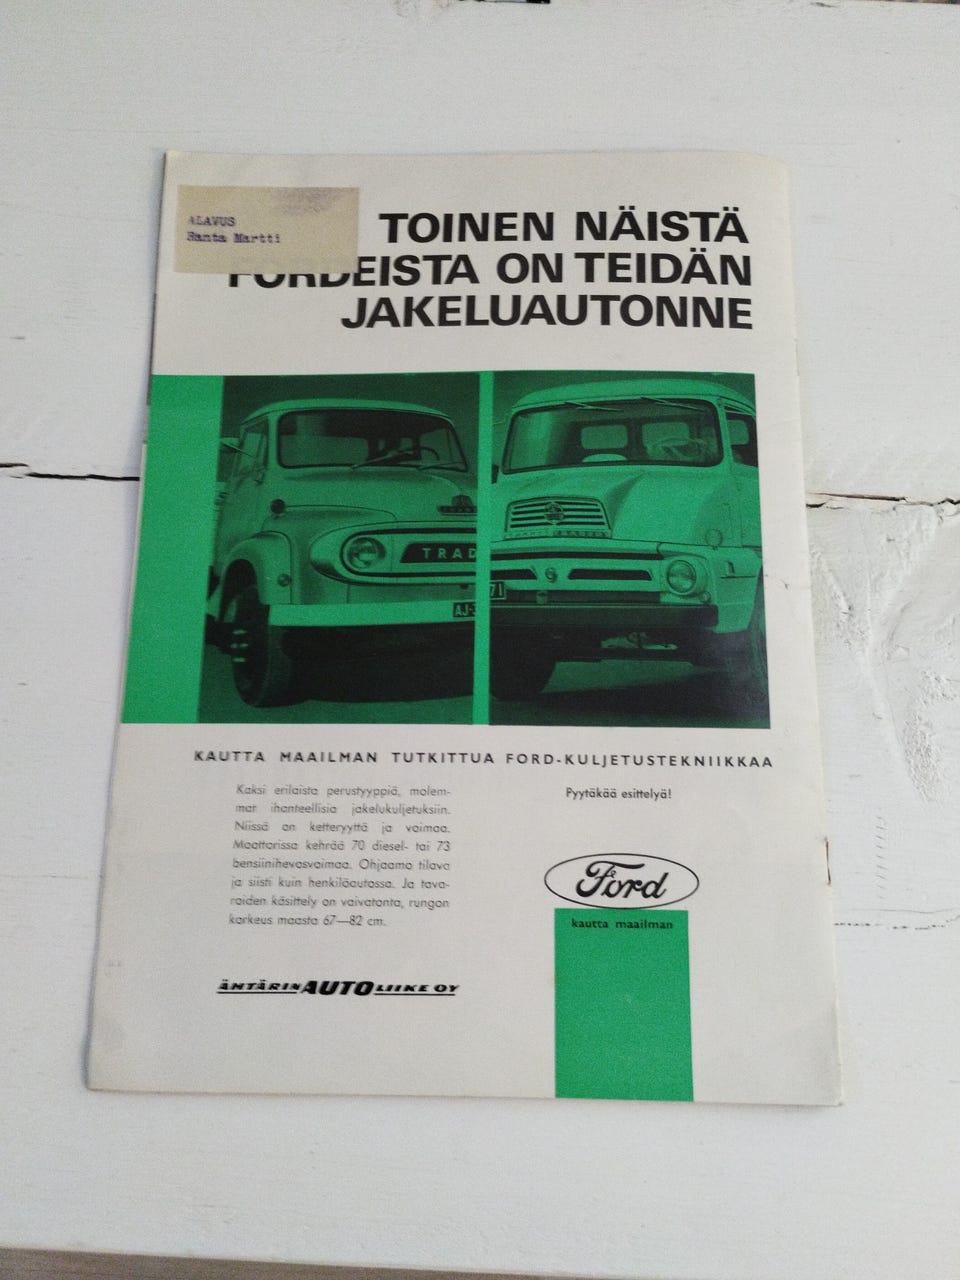 ALAVUS
Ranta Martti
TOINEN NÄISTÄ
FORDEISTA ON TEIDÄN
JAKELUAUTONNE
TRAD
AJ-3
71
KAUTTA MAAILMAN TUTKITTUA FORD-KULJETUSTEKNIIKKAA
Kaksi erilaista perustyyppiä, molem-
mat ihanteellisia jakelukuljetuksiin.
Niissä on ketteryyttä ja voimaa.
Moottorissa kehrää 70 diesel- tai 73
bensiinihevosvoimaa. Ohjaamo tilava
ja siisti kuin henkilöautossa. Ja tava-
roiden käsittely on vaivatonta, rungon
korkeus maasta 67—82 cm.
ÄHTÄRIN AUTOLIIKE OY
Pyytäkää esittelyä!
Ford
kautta maailman